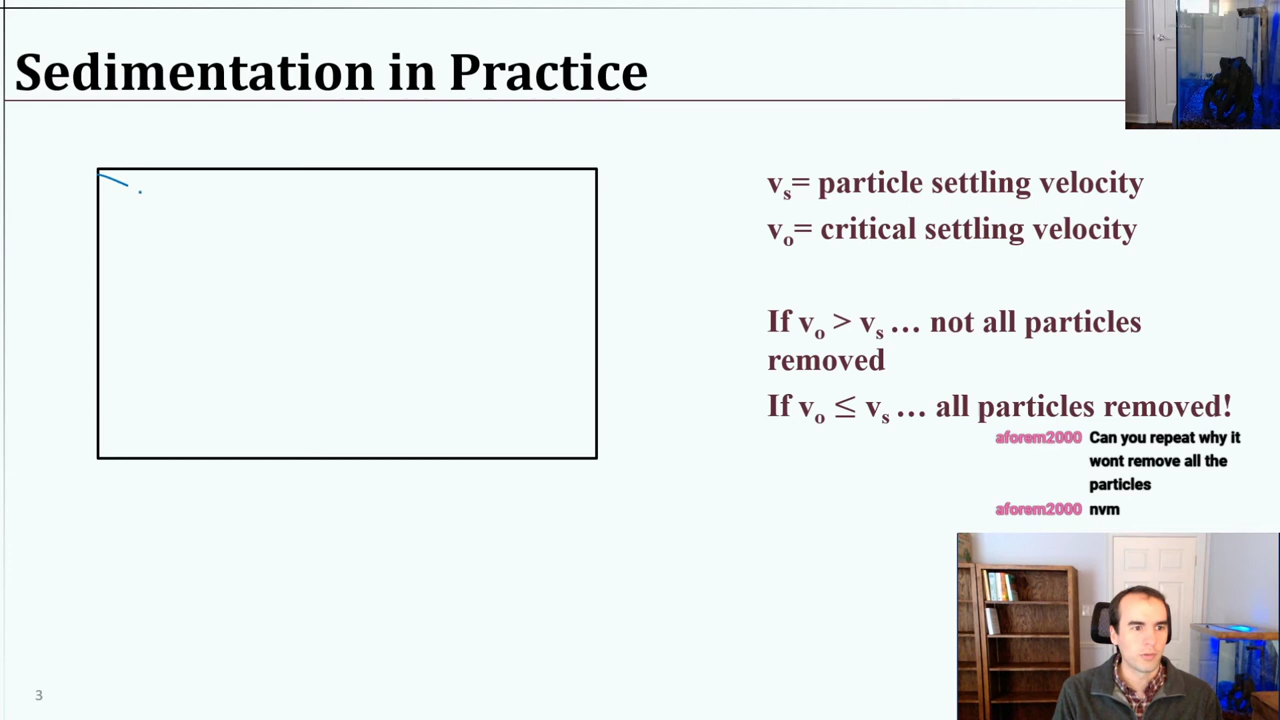 Sedimentation in Practice
vs= particle settling velocity
vo= critical settling velocity
If vo > vs … not all particles
removed
If vo ≤ vs … all particles removed!
aforem2000 Can you repeat why it
wont remove all the
particles
aforem2000 nvm
3